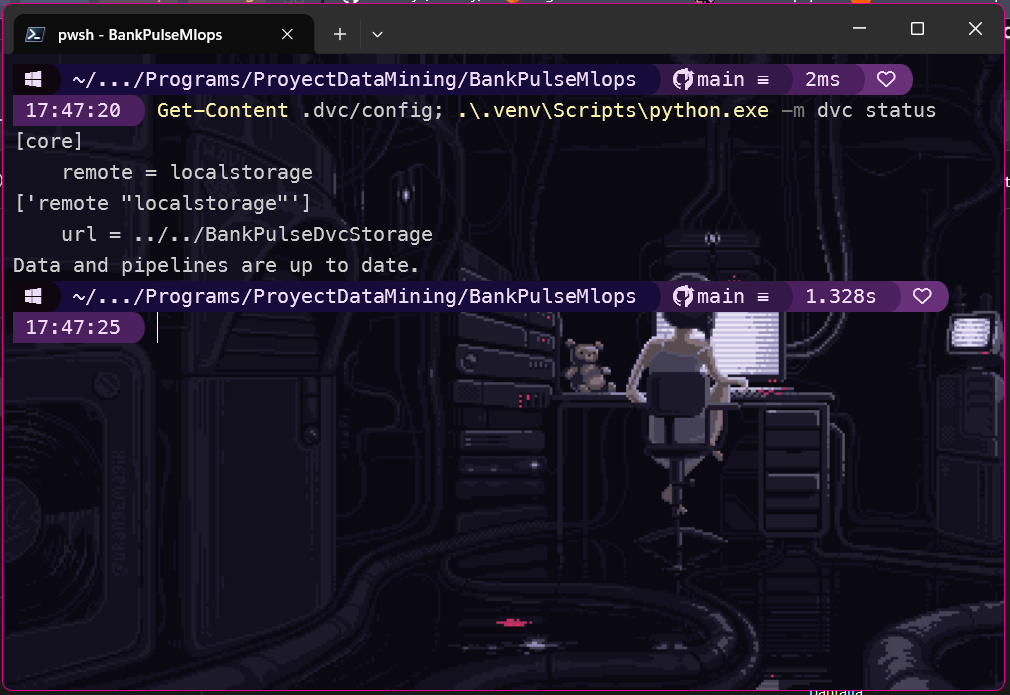 pwsh - BankPulseMlops
~/.../Programs/ProyectDataMining/BankPulseMlops main ≡ 2ms
17:47:20 Get-Content .dvc/config; .\.venv\Scripts\python.exe -m dvc status
[core]
    remote = localstorage
['remote "localstorage"']
    url = ../../BankPulseDvcStorage
Data and pipelines are up to date.
~/.../Programs/ProyectDataMining/BankPulseMlops main ≡ 1.328s
17:47:25